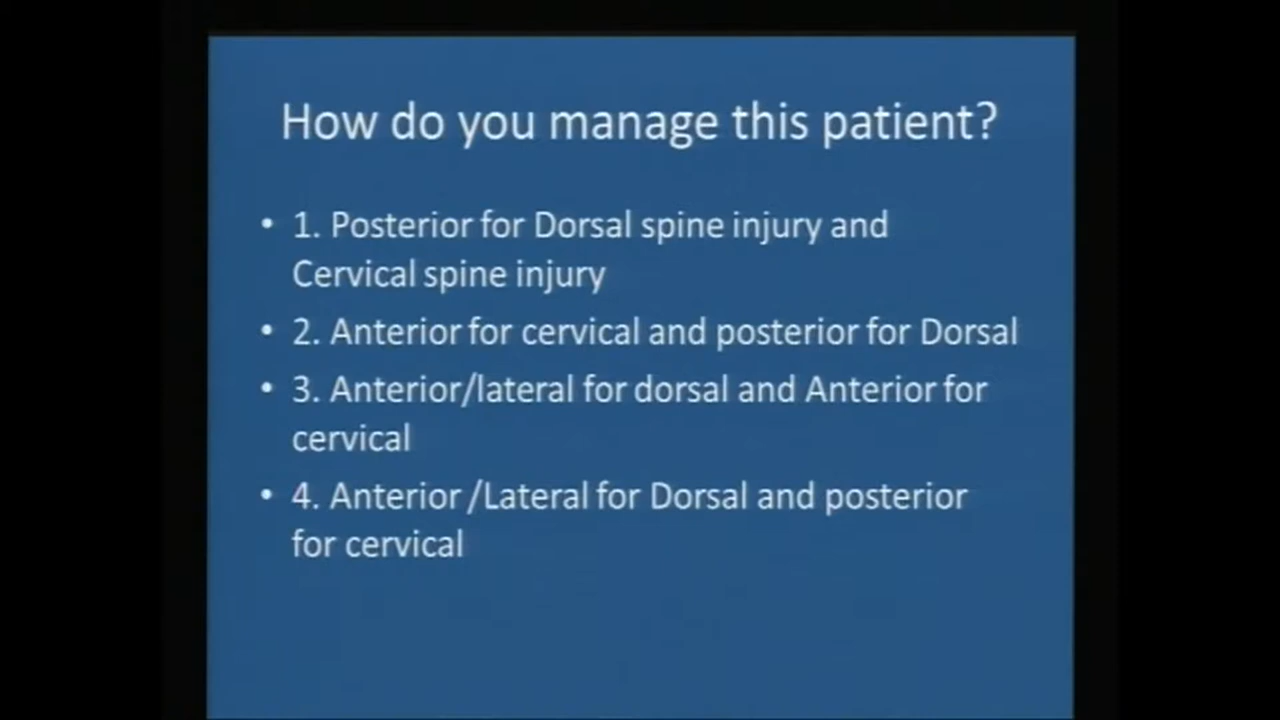 How do you manage this patient?
• 1. Posterior for Dorsal spine injury and
Cervical spine injury
• 2. Anterior for cervical and posterior for Dorsal
• 3. Anterior/lateral for dorsal and Anterior for
cervical
• 4. Anterior /Lateral for Dorsal and posterior
for cervical